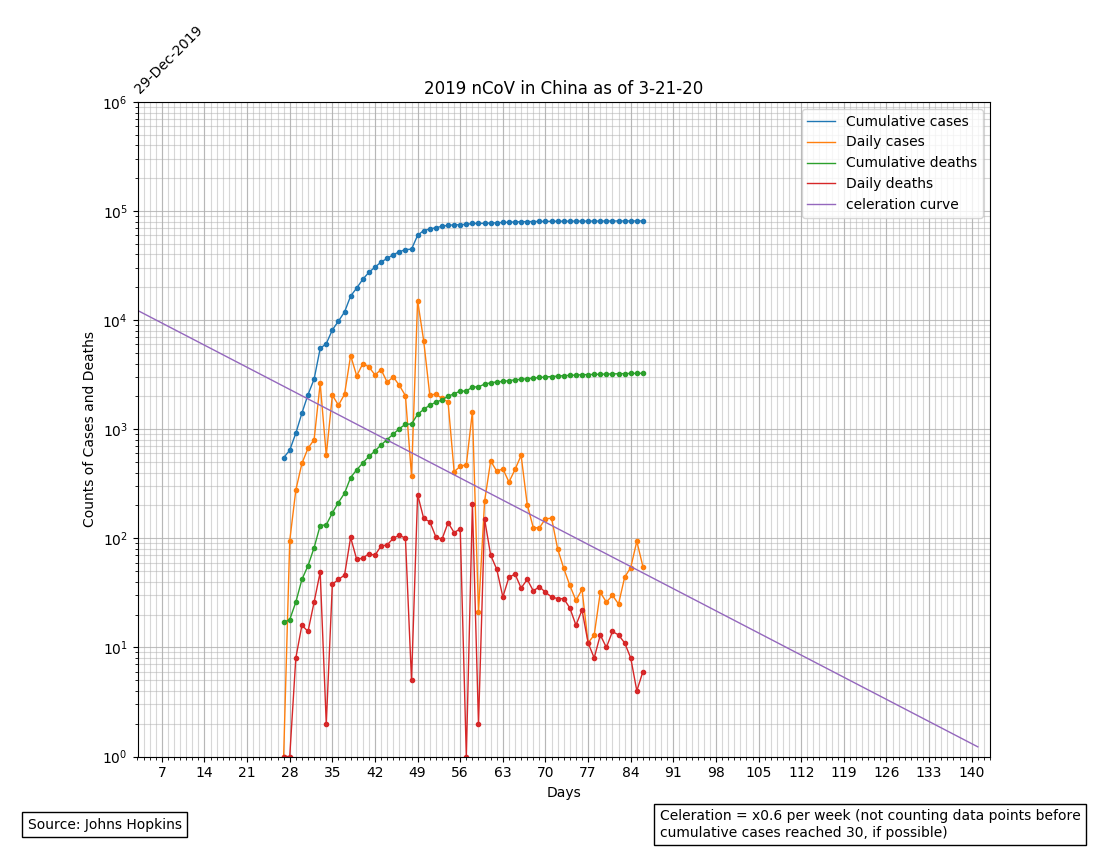 29-Dec-2019
2019 nCoV in China as of 3-21-20
10^6
10^5
10^4
10^3
10^2
10^1
10^0
Counts of Cases and Deaths
Cumulative cases
Daily cases
Cumulative deaths
Daily deaths
celeration curve
7 14 21 28 35 42 49 56 63 70 77 84 91 98 105 112 119 126 133 140
Days
Source: Johns Hopkins
Celeration = x0.6 per week (not counting data points before
cumulative cases reached 30, if possible)